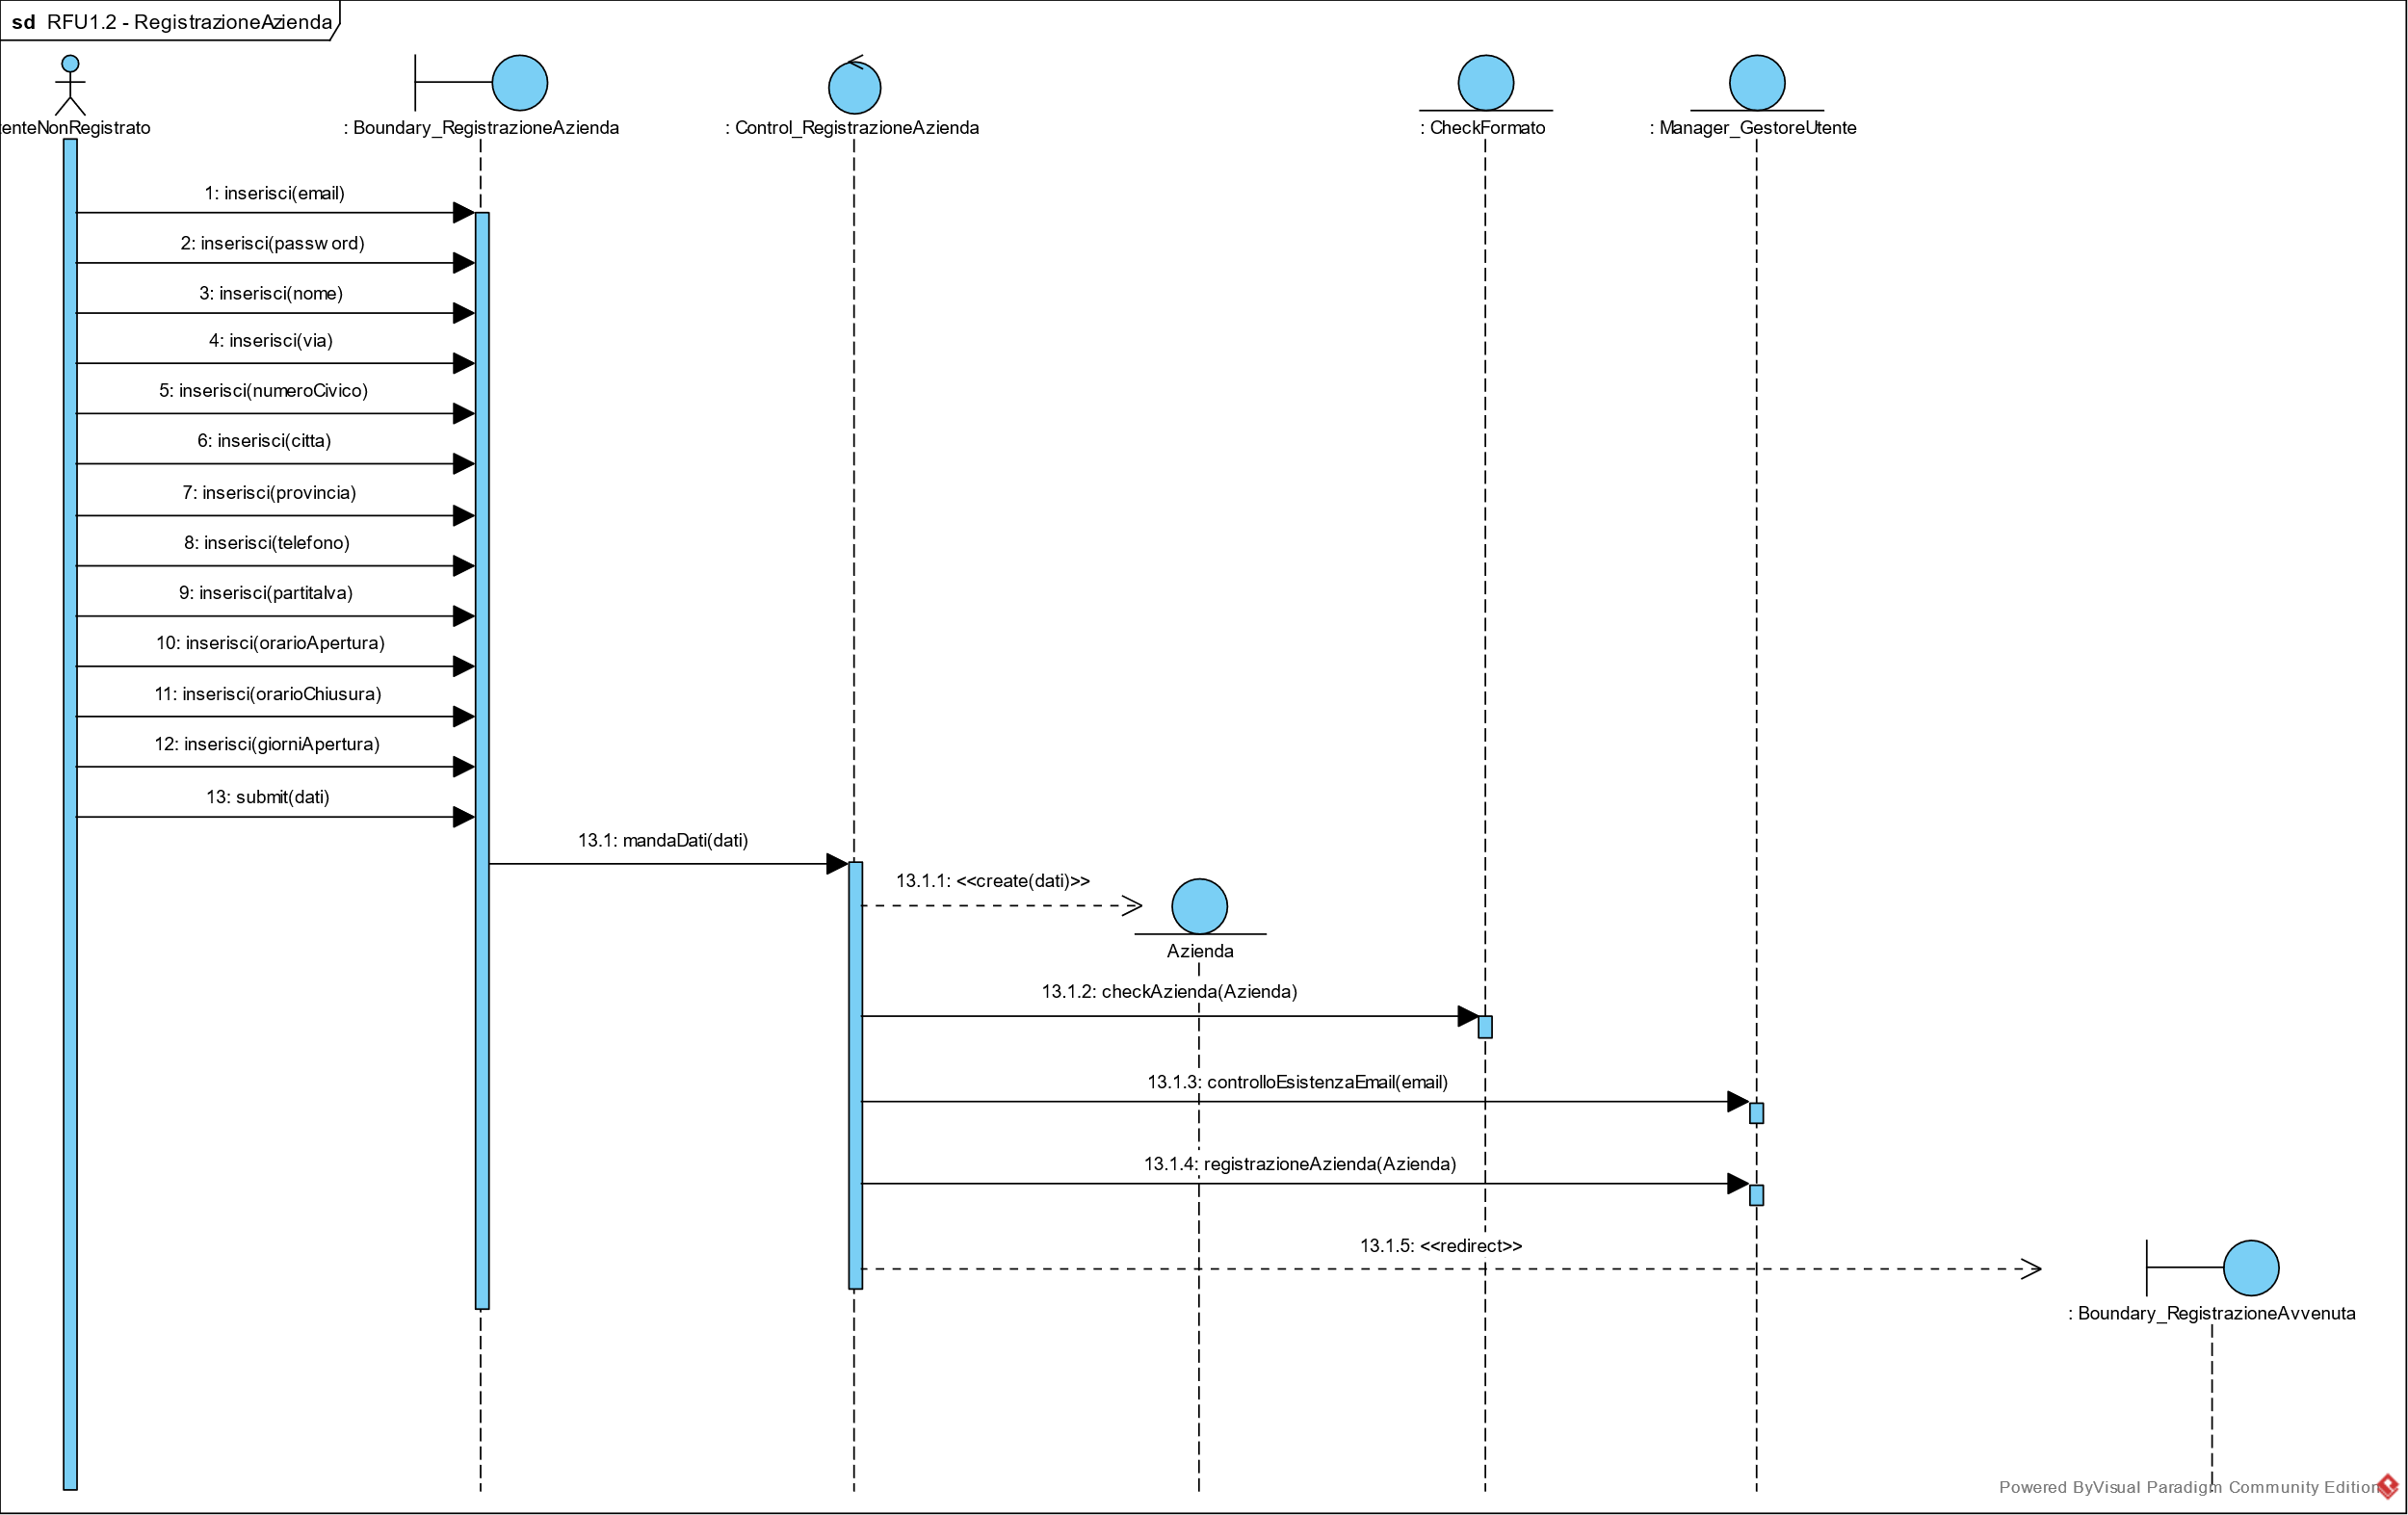 sd RFU1.2 - RegistrazioneAzienda
tenteNonRegistrato
: Boundary_RegistrazioneAzienda
: Control_RegistrazioneAzienda
: CheckFormato
: Manager_GestoreUtente
1: inserisci(email)
2: inserisci(password)
3: inserisci(nome)
4: inserisci(via)
5: inserisci(numeroCivico)
6: inserisci(citta)
7: inserisci(provincia)
8: inserisci(telefono)
9: inserisci(partitaIva)
10: inserisci(orarioApertura)
11: inserisci(orarioChiusura)
12: inserisci(giorniApertura)
13: submit(dati)
13.1: mandaDati(dati)
13.1.1: <<create(dati)>>
Azienda
13.1.2: checkAzienda(Azienda)
13.1.3: controlloEsistenzaEmail(email)
13.1.4: registrazioneAzienda(Azienda)
13.1.5: <<redirect>>
: Boundary_RegistrazioneAvvenuta
Powered ByVisual Paradigm Community Edition